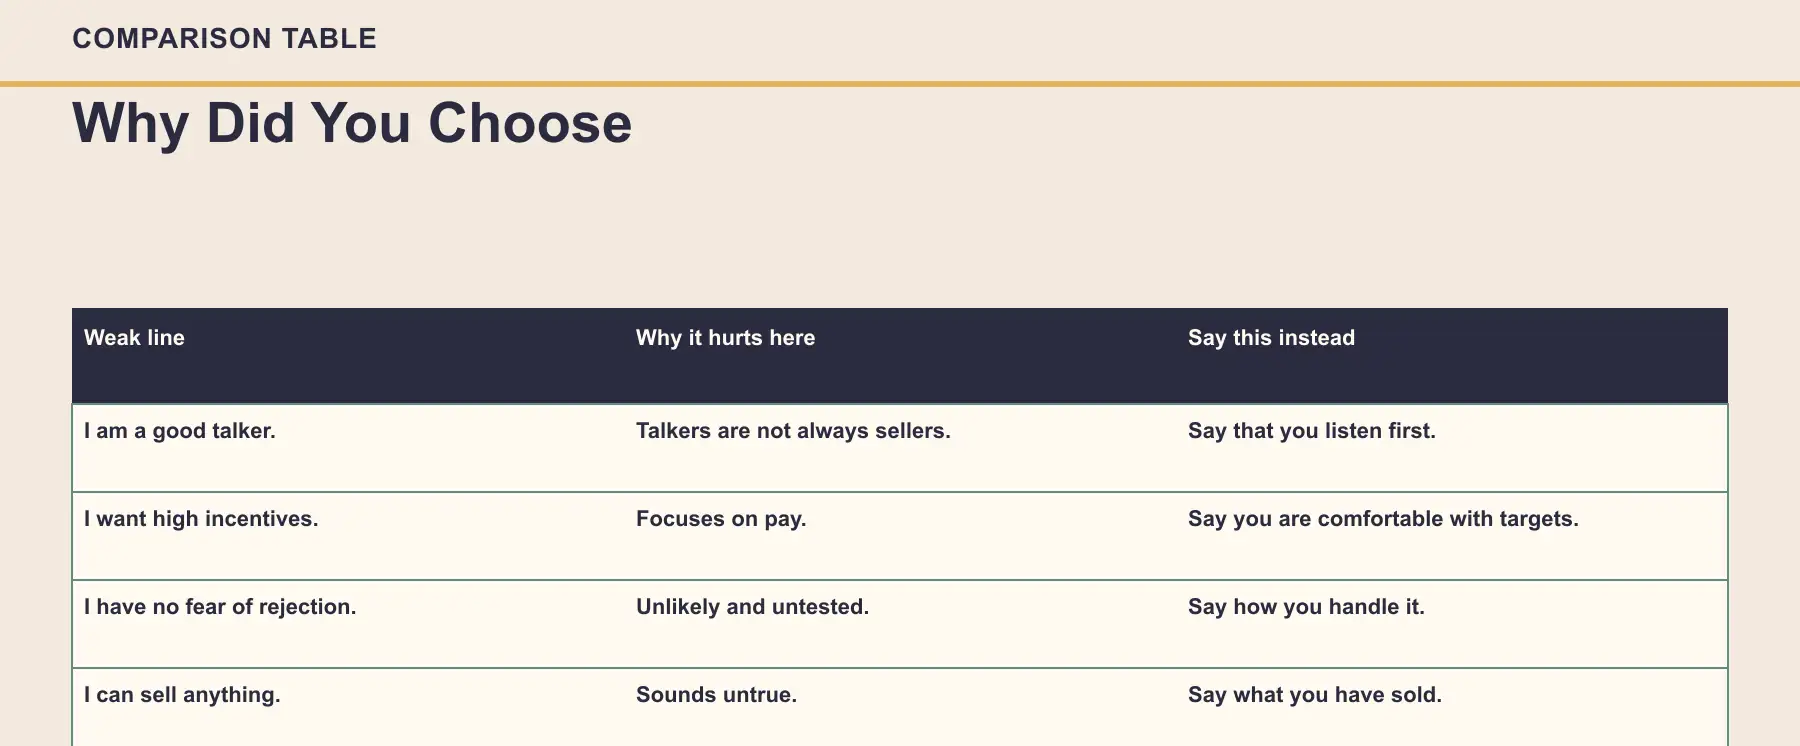 COMPARISON TABLE
Why Did You Choose
Weak line Why it hurts here Say this instead
I am a good talker. Talkers are not always sellers. Say that you listen first.
I want high incentives. Focuses on pay. Say you are comfortable with targets.
I have no fear of rejection. Unlikely and untested. Say how you handle it.
I can sell anything. Sounds untrue. Say what you have sold.